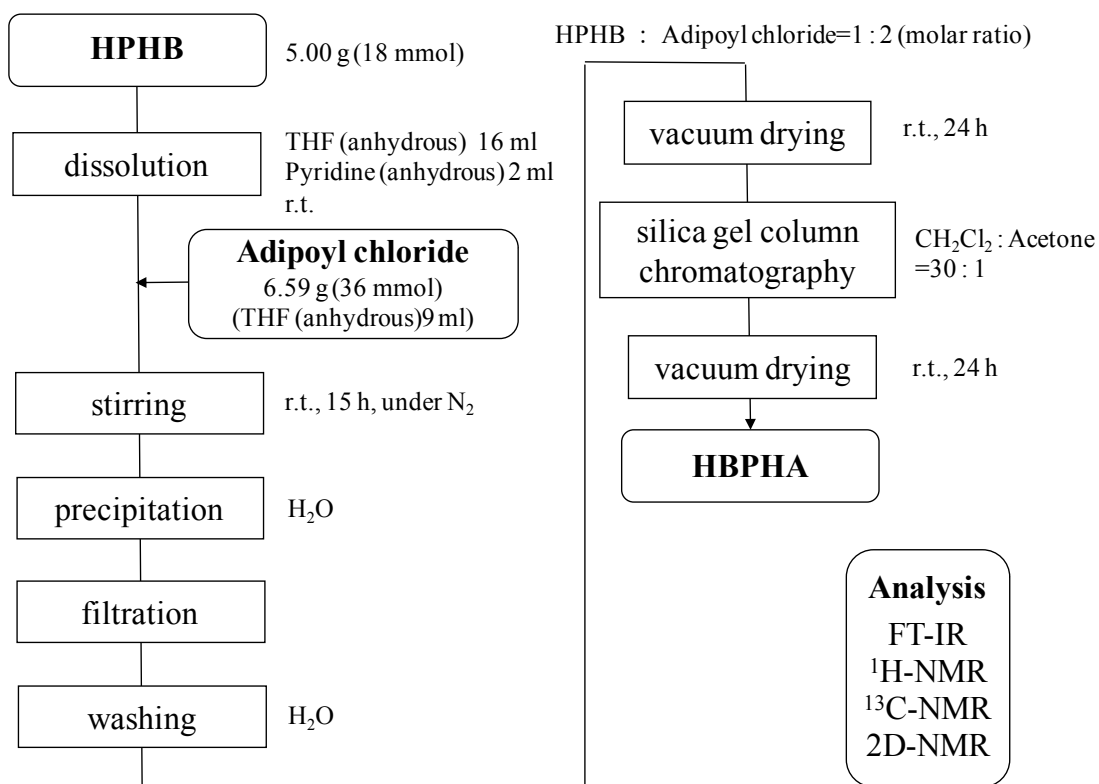 HPHB
5.00 g (18 mmol)
dissolution
THF (anhydrous) 16 ml
Pyridine (anhydrous) 2 ml
r.t.
Adipoyl chloride
6.59 g (36 mmol)
(THF (anhydrous)9 ml)
stirring
r.t., 15 h, under N₂
precipitation
H₂O
filtration
washing
H₂O
HPHB : Adipoyl chloride=1 : 2 (molar ratio)
vacuum drying
r.t., 24 h
silica gel column
chromatography
CH₂Cl₂ : Acetone
=30 : 1
vacuum drying
r.t., 24 h
HBPHA
Analysis
FT-IR
¹H-NMR
¹³C-NMR
2D-NMR